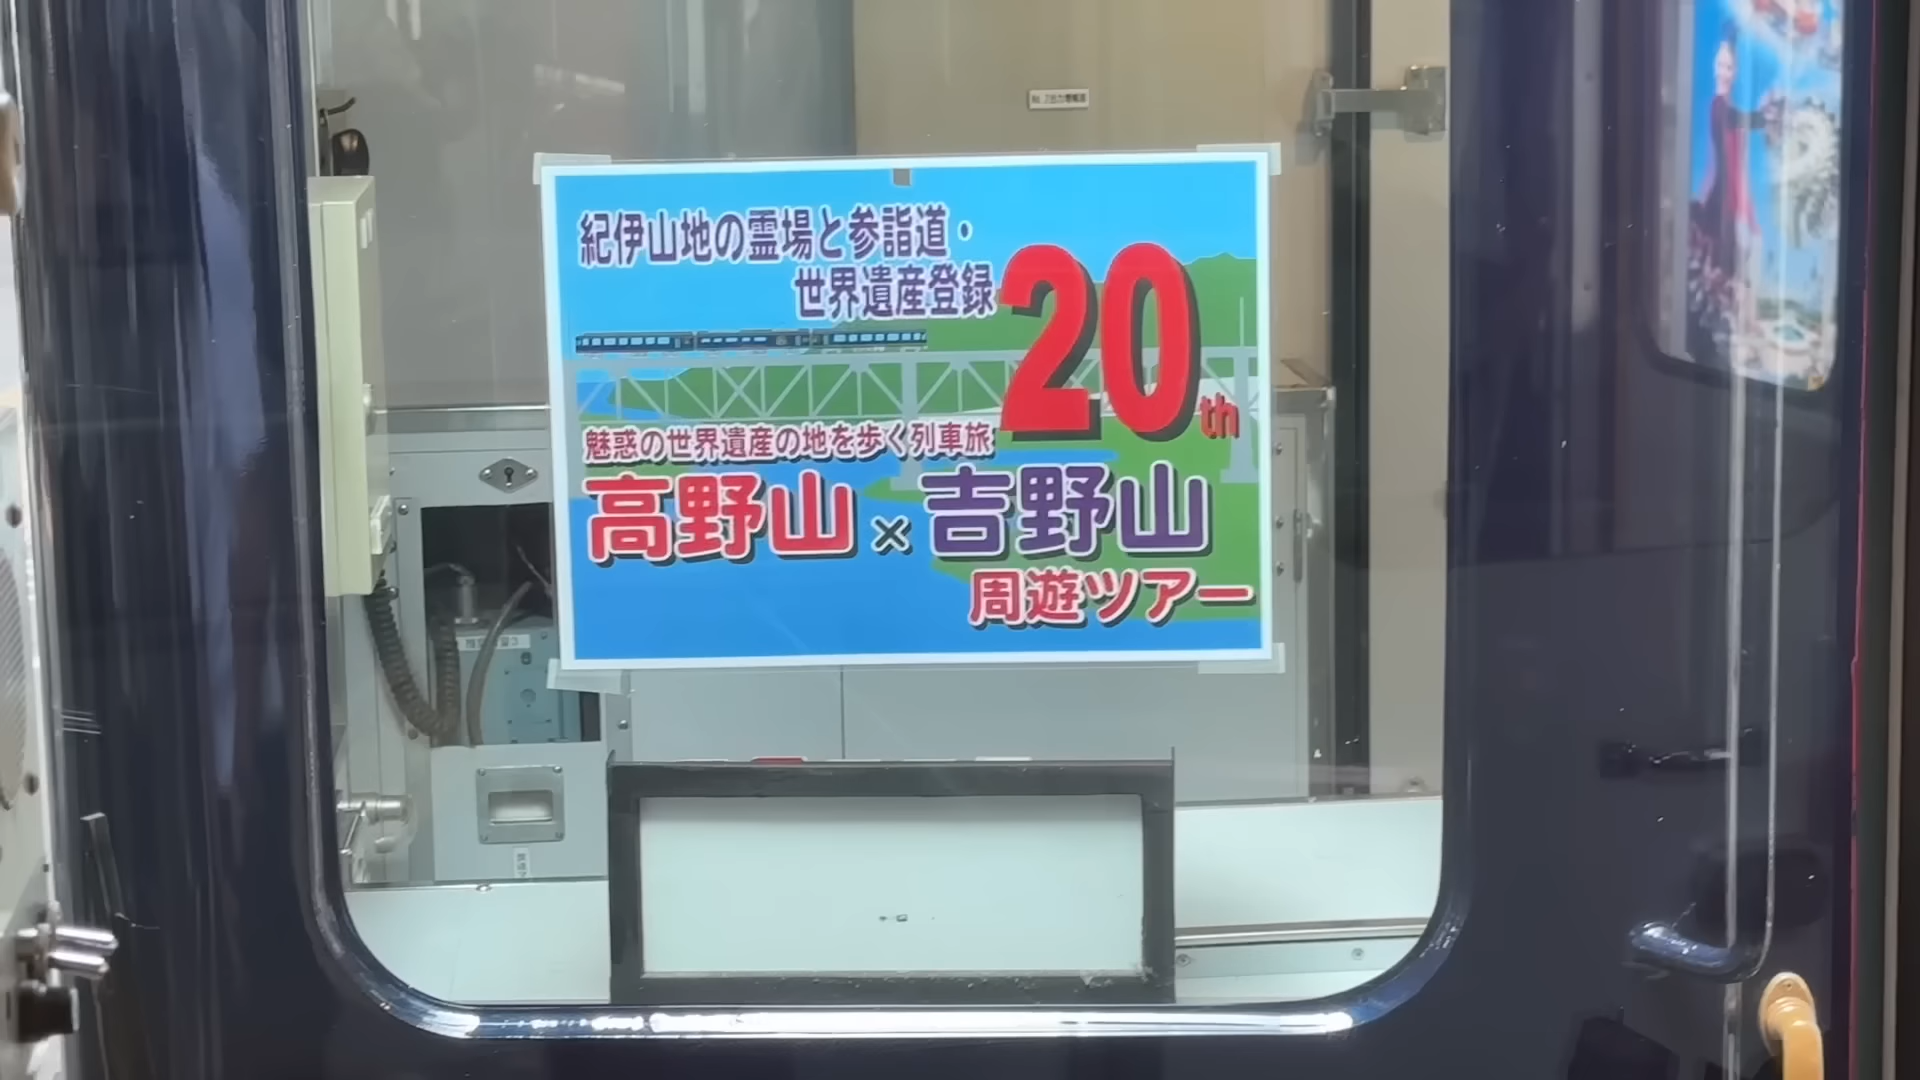 紀伊山地の霊場と参詣道・
世界遺産登録
20th
魅惑の世界遺産の地を歩く列車旅
高野山×吉野山
周遊ツアー